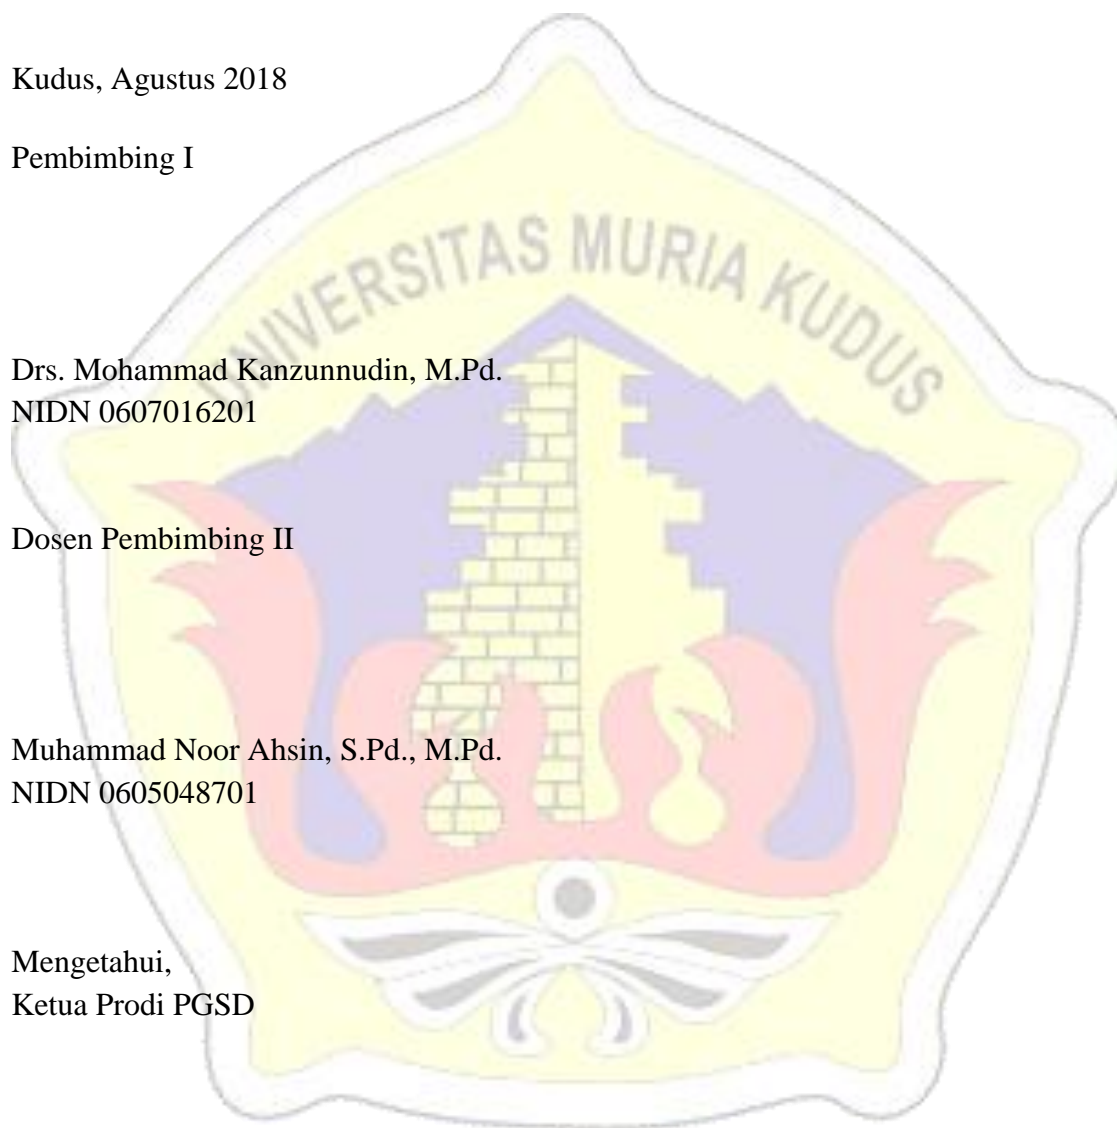 Kudus, Agustus 2018
Pembimbing I
UNIVERSITAS MURIA KUDUS
Drs. Mohammad Kanzunnudin, M.Pd.
NIDN 0607016201
Dosen Pembimbing II
Muhammad Noor Ahsin, S.Pd., M.Pd.
NIDN 0605048701
Mengetahui,
Ketua Prodi PGSD